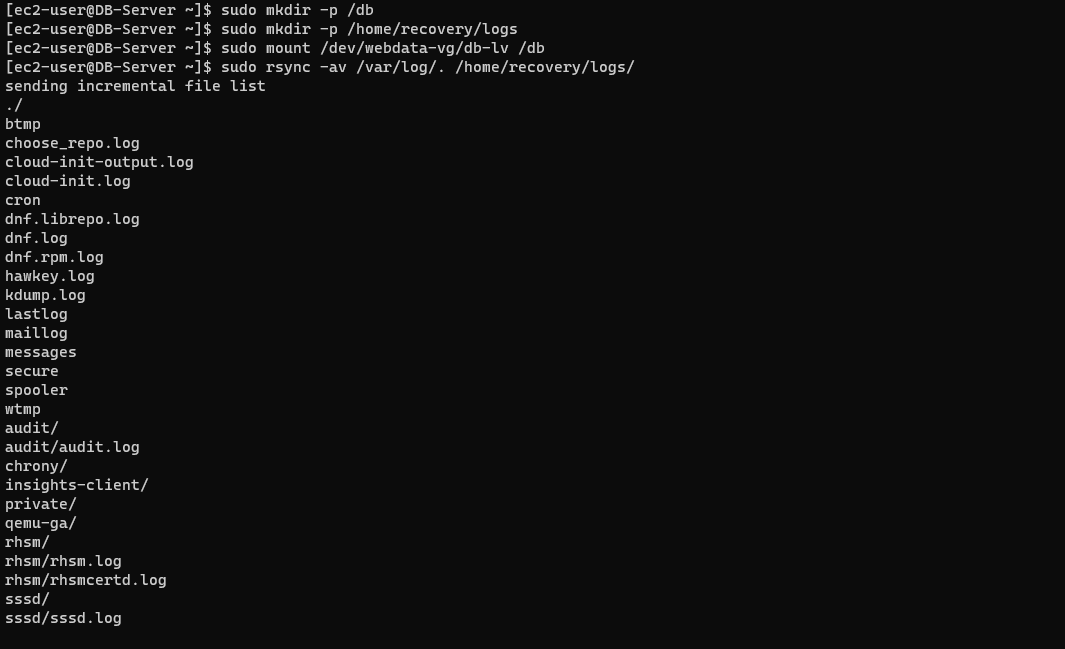 [ec2-user@DB-Server ~]$ sudo mkdir -p /db
[ec2-user@DB-Server ~]$ sudo mkdir -p /home/recovery/logs
[ec2-user@DB-Server ~]$ sudo mount /dev/webdata-vg/db-lv /db
[ec2-user@DB-Server ~]$ sudo rsync -av /var/log/. /home/recovery/logs/
sending incremental file list
./
btmp
choose_repo.log
cloud-init-output.log
cloud-init.log
cron
dnf.librepo.log
dnf.log
dnf.rpm.log
hawkey.log
kdump.log
lastlog
maillog
messages
secure
spooler
wtmp
audit/
audit/audit.log
chrony/
insights-client/
private/
qemu-ga/
rhsm/
rhsm/rhsm.log
rhsm/rhsmcertd.log
sssd/
sssd/sssd.log